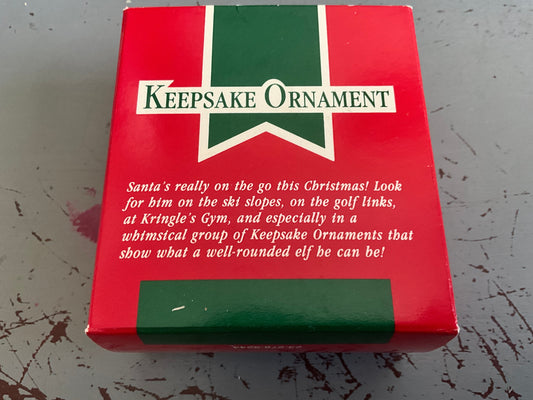 KEEPSAKE ORNAMENT
Santa's really on the go this Christmas! Look
for him on the ski slopes, on the golf links,
at Kringle's Gym, and especially in a
whimsical group of Keepsake Ornaments that
show what a well-rounded elf he can be!